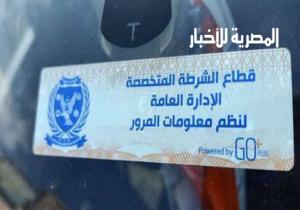 المصرية للأخبار
T
قطاع الشرطة المتخصصة
الإدارة العامة
لنظم معلومات المرور
Powered by GO+